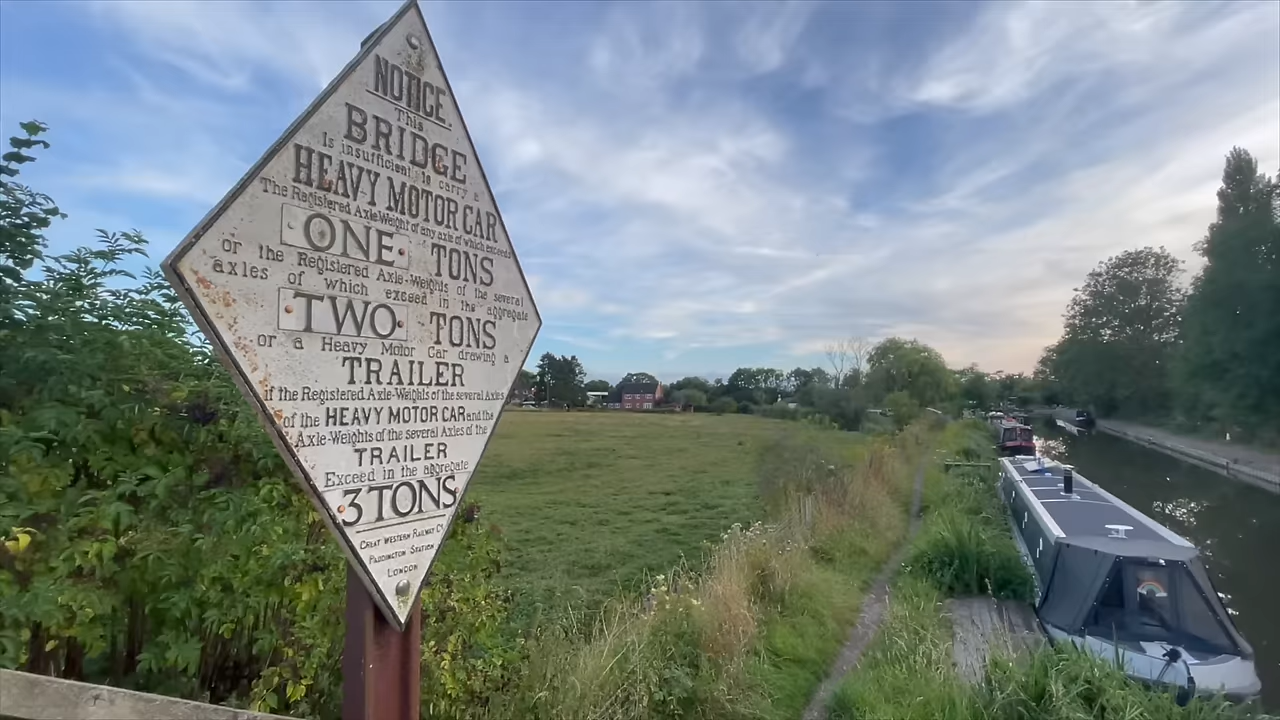 NOTICE.
This
BRIDGE
Is insufficient to carry a
HEAVY MOTOR CAR
The Registered Axle-Weight of any axle of which exceeds
ONE TONS
or the Registered Axle-Weights of the several
axles of which exceed in the aggregate
TWO TONS
or a Heavy Motor Car drawing a
TRAILER
if the Registered Axle-Weights of the several Axles
of the HEAVY MOTOR CAR and the
Axle-Weights of the several Axles of the
TRAILER
Exceed in the aggregate
3 TONS
GREAT WESTERN RAILWAY CO.
PADDINGTON STATION
LONDON